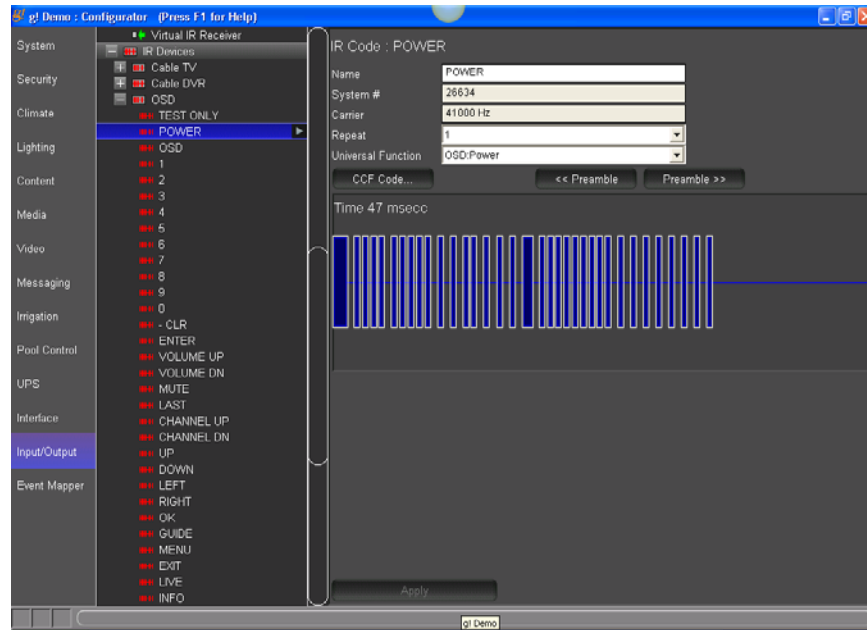 g! Demo : Configurator (Press F1 for Help)
System
Security
Climate
Lighting
Content
Media
Video
Messaging
Irrigation
Pool Control
UPS
Interface
Input/Output
Event Mapper
Virtual IR Receiver
IR Devices
Cable TV
Cable DVR
OSD
TEST ONLY
POWER
OSD
1
2
3
4
5
6
7
8
9
0
- CLR
ENTER
VOLUME UP
VOLUME DN
MUTE
LAST
CHANNEL UP
CHANNEL DN
UP
DOWN
LEFT
RIGHT
OK
GUIDE
MENU
EXIT
LIVE
INFO
IR Code : POWER
Name POWER
System # 26634
Carrier 41000 Hz
Repeat 1
Universal Function OSD:Power
CCF Code... << Preamble Preamble >>
Time 47 msecc
Apply
g! Demo